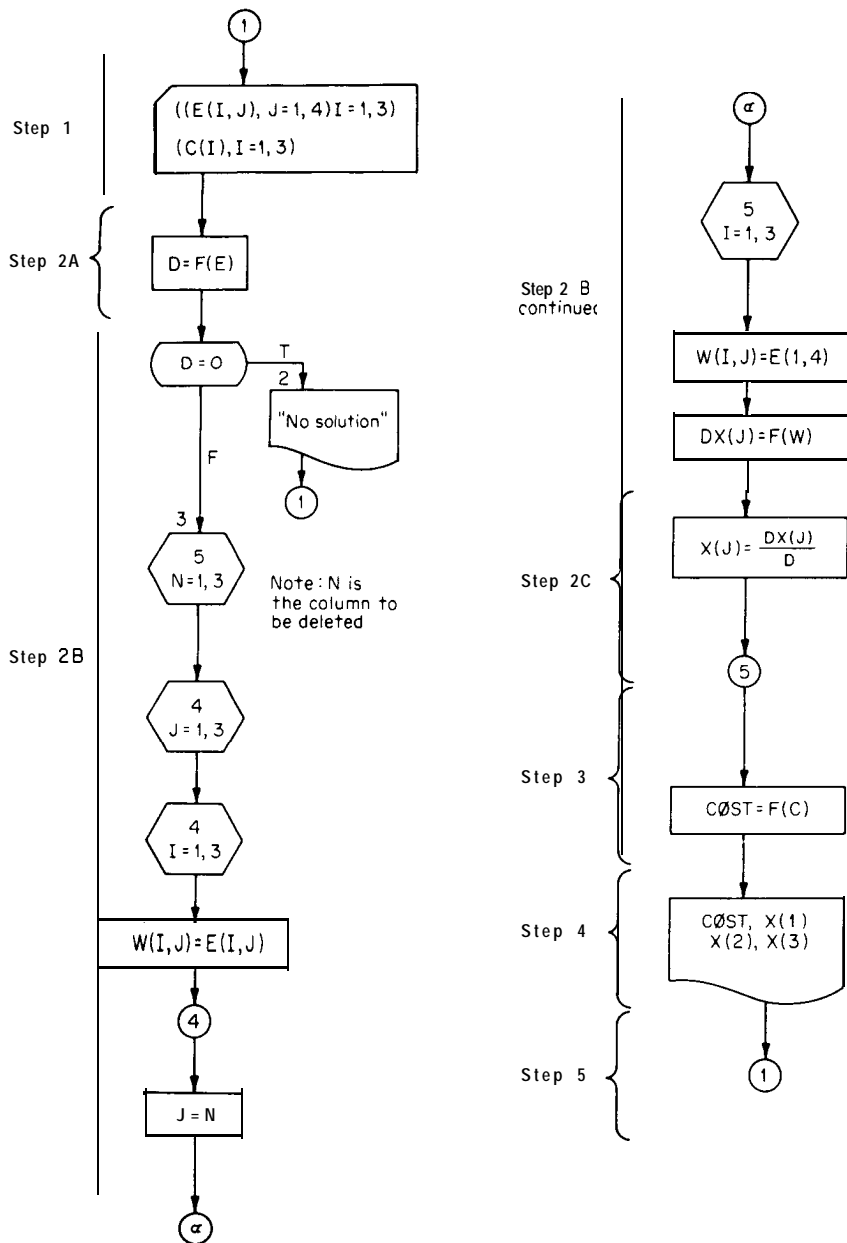 1
Step 1
((E(I,J), J=1,4)I=1,3)
(C(I),I=1,3)
Step 2A
D=F(E)
D=0
T
2
"No solution"
1
F
3
5
N=1,3
Note: N is
the column to
be deleted
Step 2B
4
J=1,3
4
I=1,3
W(I,J)=E(I,J)
4
J=N
α
α
5
I=1,3
Step 2 B
continued
W(I,J)=E(1,4)
DX(J)=F(W)
Step 2C
X(J)=DX(J)/D
5
Step 3
CØST=F(C)
Step 4
CØST, X(1)
X(2), X(3)
Step 5
1